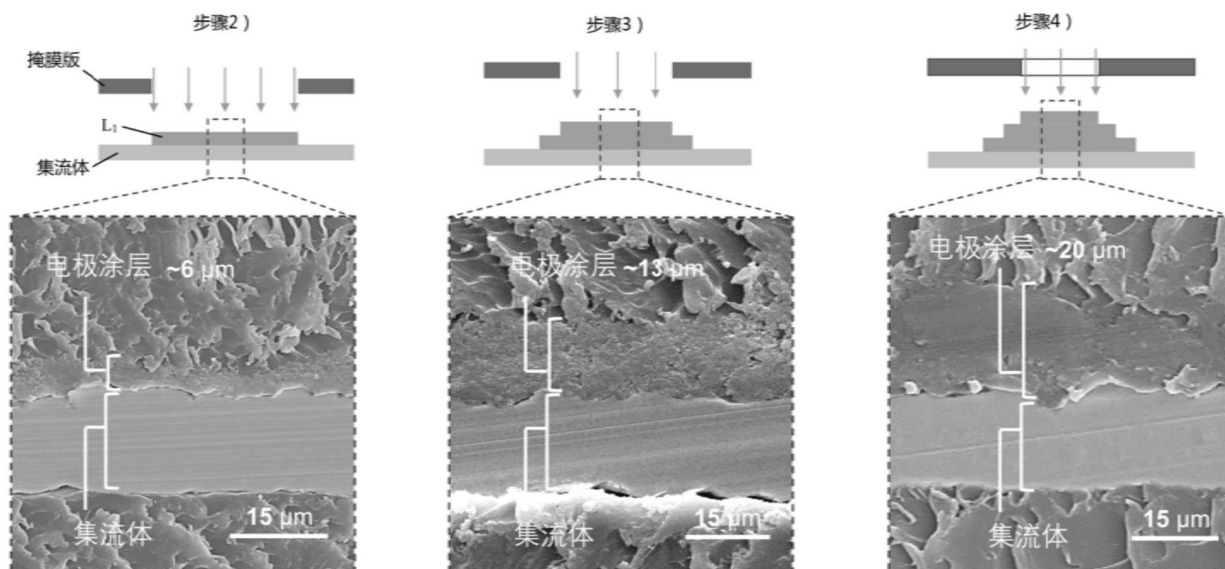 步骤2）
步骤3）
步骤4）
掩膜版
L₁
集流体
电极涂层 ~6 μm
集流体
15 μm
电极涂层 ~13 μm
集流体
15 μm
电极涂层 ~20 μm
集流体
15 μm